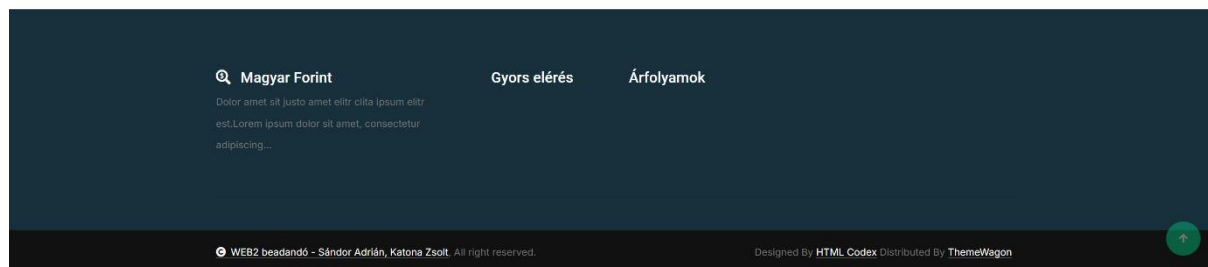 Magyar Forint
Dolor amet sit justo amet elitr clita ipsum elitr
est.Lorem ipsum dolor sit amet, consectetur
adipiscing...
Gyors elérés
Árfolyamok
WEB2 beadandó - Sándor Adrián, Katona Zsolt, All right reserved.
Designed By HTML Codex Distributed By ThemeWagon